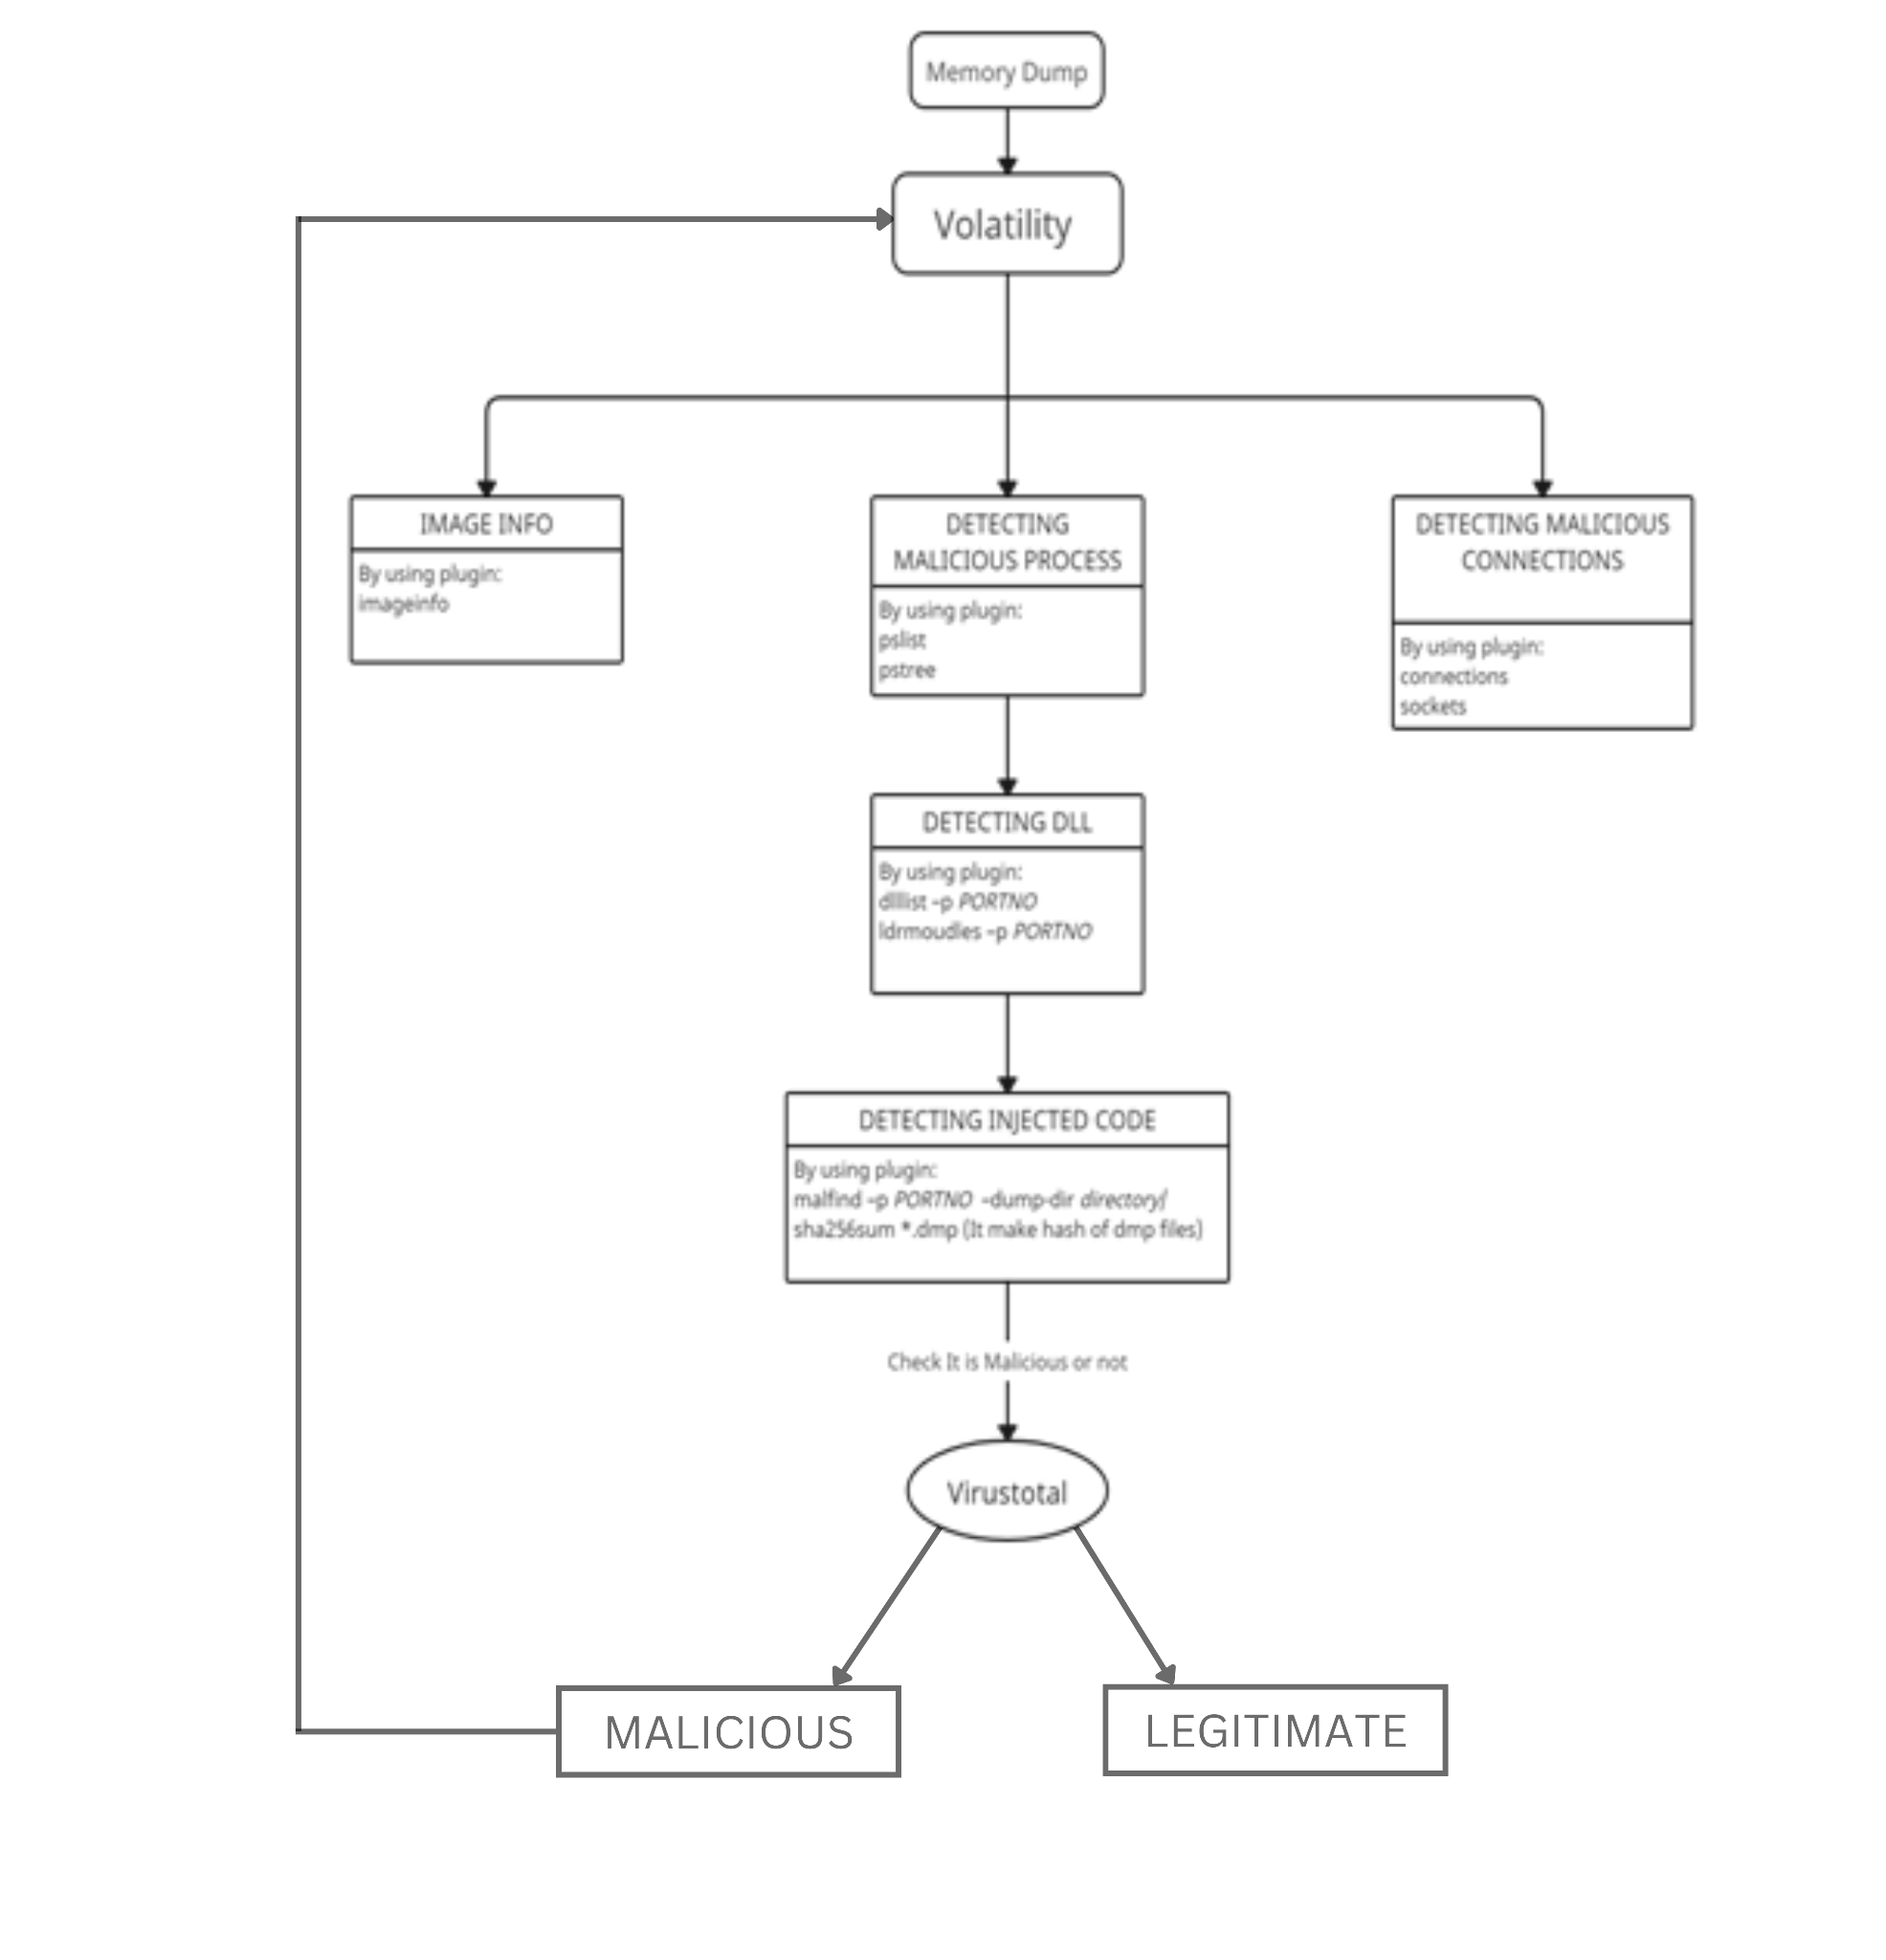 Memory Dump
Volatility
IMAGE INFO
By using plugin:
imageinfo
DETECTING
MALICIOUS PROCESS
By using plugin:
pslist
pstree
DETECTING MALICIOUS
CONNECTIONS
By using plugin:
connections
sockets
DETECTING DLL
By using plugin:
dlllist -p PORTNO
ldrmoudles -p PORTNO
DETECTING INJECTED CODE
By using plugin:
malfind -p PORTNO -dump-dir directory/
sha256sum *.dmp (It make hash of dmp files)
Check It is Malicious or not
Virustotal
MALICIOUS
LEGITIMATE